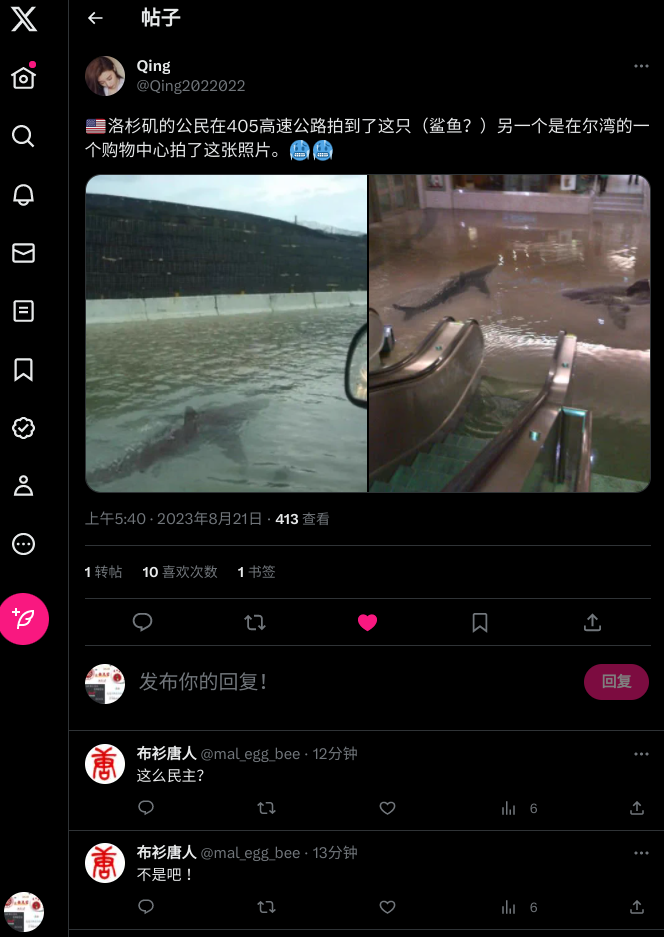 帖子
Qing
@Qing2022022
🇺🇸洛杉矶的公民在405高速公路拍到了这只（鲨鱼？）另一个是在尔湾的一
个购物中心拍了这张照片。🥶🥶
上午5:40 · 2023年8月21日 · 413 查看
1 转帖 10 喜欢次数 1 书签
发布你的回复！
回复
布衫唐人 @mal_egg_bee · 12分钟
这么民主？
6
布衫唐人 @mal_egg_bee · 13分钟
不是吧！
6